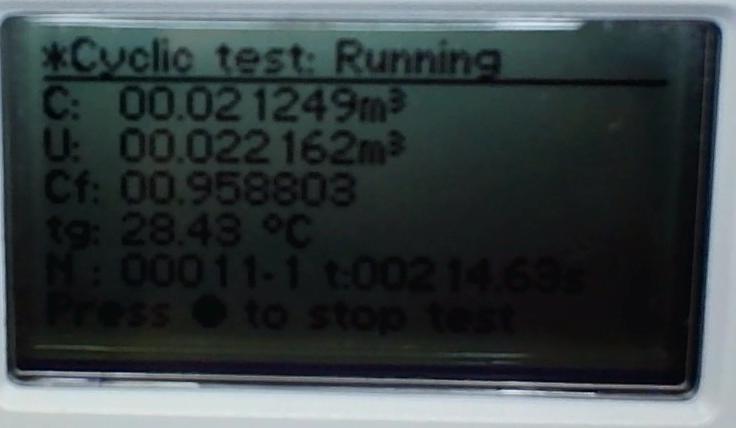 *Cyclic test: Running
C: 00.021249m³
U: 00.022162m³
Cf: 00.958803
tg: 28.43 °C
N : 00011-1 t:00214.63s
Press ● to stop test